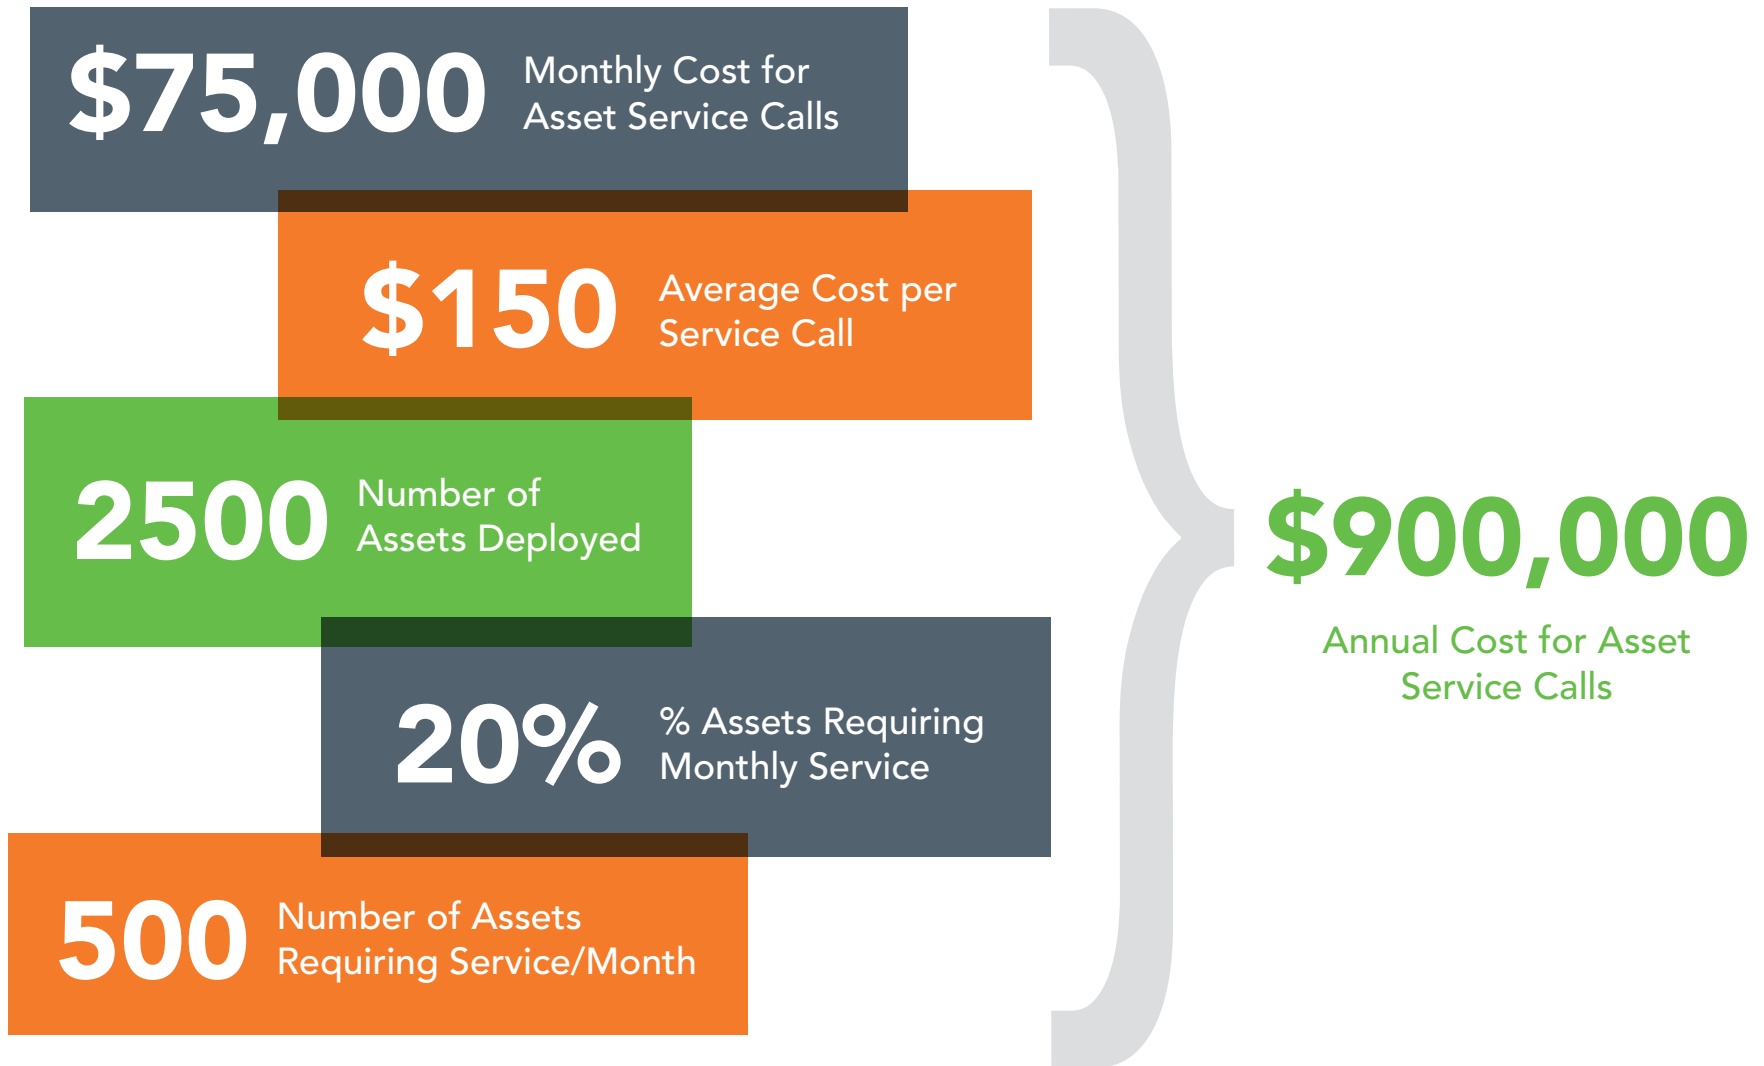 $75,000
Monthly Cost for
Asset Service Calls
$150
Average Cost per
Service Call
2500
Number of
Assets Deployed
20%
% Assets Requiring
Monthly Service
500
Number of Assets
Requiring Service/Month
$900,000
Annual Cost for Asset
Service Calls